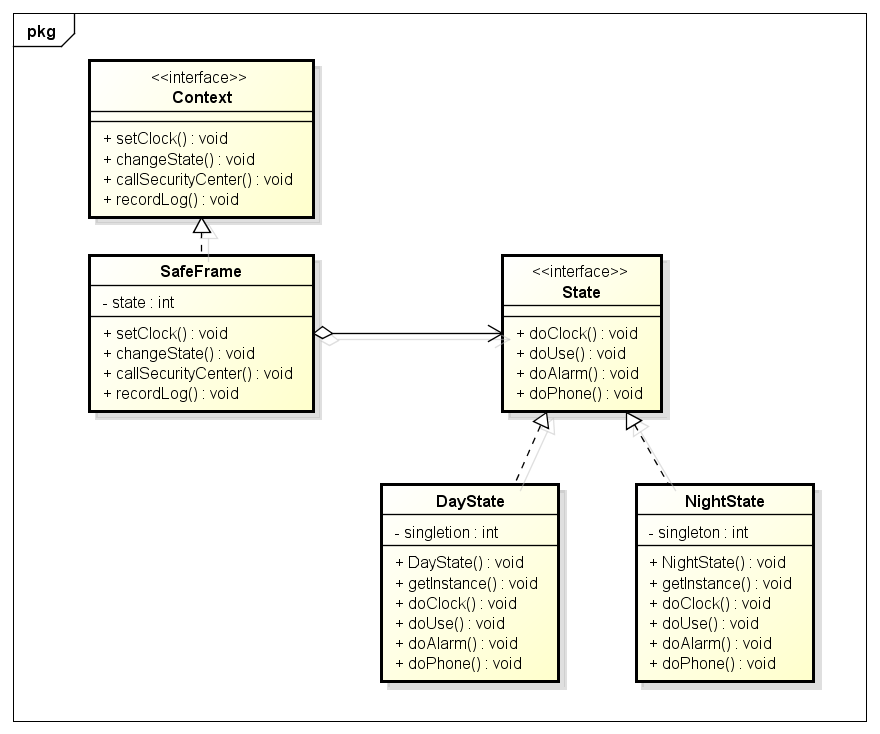 pkg
<<interface>>
Context
+ setClock() : void
+ changeState() : void
+ callSecurityCenter() : void
+ recordLog() : void
SafeFrame
- state : int
+ setClock() : void
+ changeState() : void
+ callSecurityCenter() : void
+ recordLog() : void
<<interface>>
State
+ doClock() : void
+ doUse() : void
+ doAlarm() : void
+ doPhone() : void
DayState
- singletion : int
+ DayState() : void
+ getInstance() : void
+ doClock() : void
+ doUse() : void
+ doAlarm() : void
+ doPhone() : void
NightState
- singleton : int
+ NightState() : void
+ getInstance() : void
+ doClock() : void
+ doUse() : void
+ doAlarm() : void
+ doPhone() : void